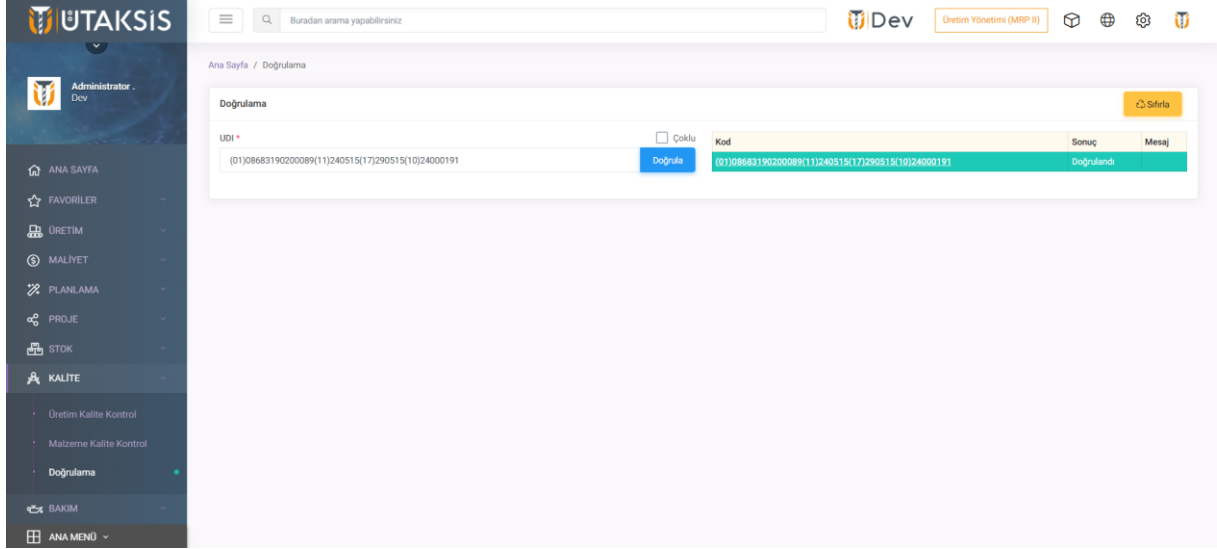 ÜTAKSİS
Buradan arama yapabilirsiniz
Dev
Üretim Yönetimi (MRP II)
Administrator .
Dev
ANA SAYFA
FAVORİLER
ÜRETİM
MALİYET
PLANLAMA
PROJE
STOK
KALİTE
Üretim Kalite Kontrol
Malzeme Kalite Kontrol
Doğrulama
BAKIM
ANA MENÜ
Ana Sayfa / Doğrulama
Doğrulama
Sıfırla
UDI *
Çoklu
(01)08683190200089(11)240515(17)290515(10)24000191
Doğrula
Kod Sonuç Mesaj
(01)08683190200089(11)240515(17)290515(10)24000191 Doğrulandı